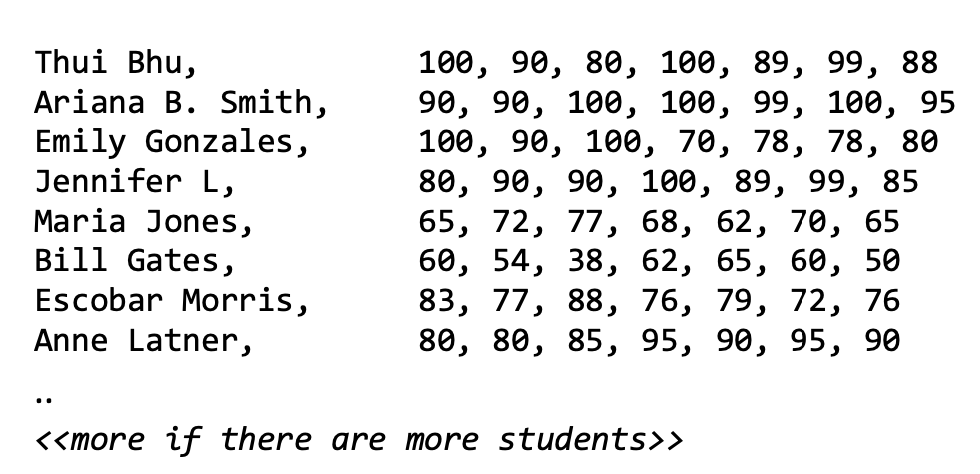 Thui Bhu, 100, 90, 80, 100, 89, 99, 88
Ariana B. Smith, 90, 90, 100, 100, 99, 100, 95
Emily Gonzales, 100, 90, 100, 70, 78, 78, 80
Jennifer L, 80, 90, 90, 100, 89, 99, 85
Maria Jones, 65, 72, 77, 68, 62, 70, 65
Bill Gates, 60, 54, 38, 62, 65, 60, 50
Escobar Morris, 83, 77, 88, 76, 79, 72, 76
Anne Latner, 80, 80, 85, 95, 90, 95, 90
..
<<more if there are more students>>